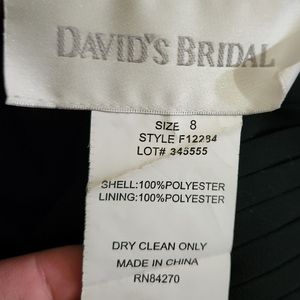 DAVID'S BRIDAL
SIZE 8
STYLE F12284
LOT# 345555
SHELL:100%POLYESTER
LINING:100%POLYESTER
DRY CLEAN ONLY
MADE IN CHINA
RN84270